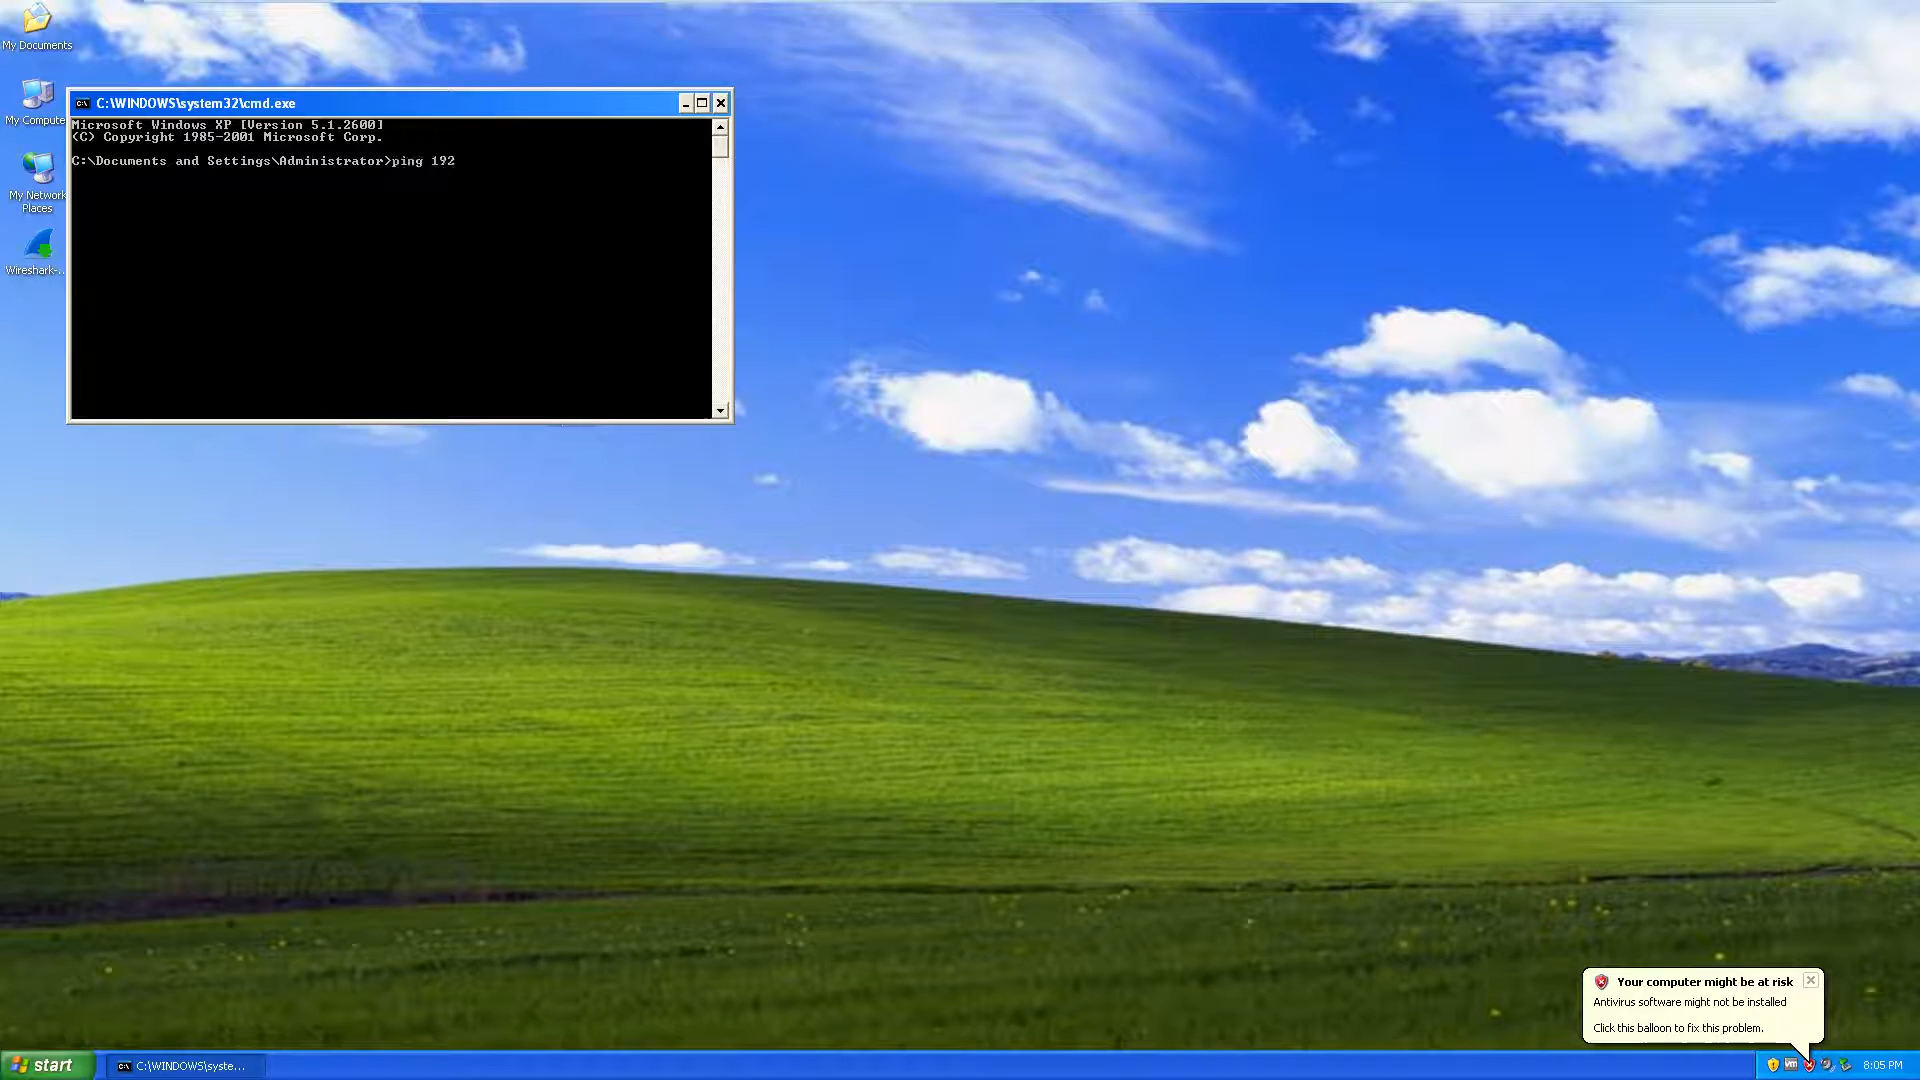 My Documents
My Compute
My Network
Places
Wireshark-...
C:\WINDOWS\system32\cmd.exe
Microsoft Windows XP [Version 5.1.2600]
(C) Copyright 1985-2001 Microsoft Corp.
C:\Documents and Settings\Administrator>ping 192
Your computer might be at risk
Antivirus software might not be installed
Click this balloon to fix this problem.
start
C:\WINDOWS\syste...
vm
8:05 PM